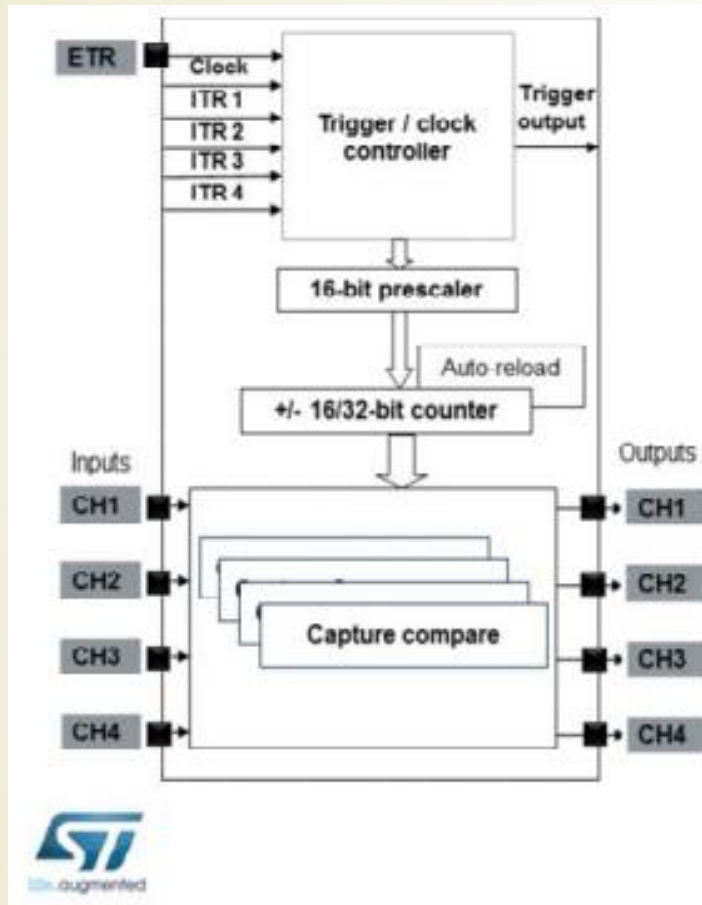 ETR
Clock
ITR 1
ITR 2
ITR 3
ITR 4
Trigger / clock
controller
Trigger
output
16-bit prescaler
Auto-reload
+/- 16/32-bit counter
Inputs
Outputs
CH1
CH1
CH2
CH2
Capture compare
CH3
CH3
CH4
CH4
ST
life.augmented